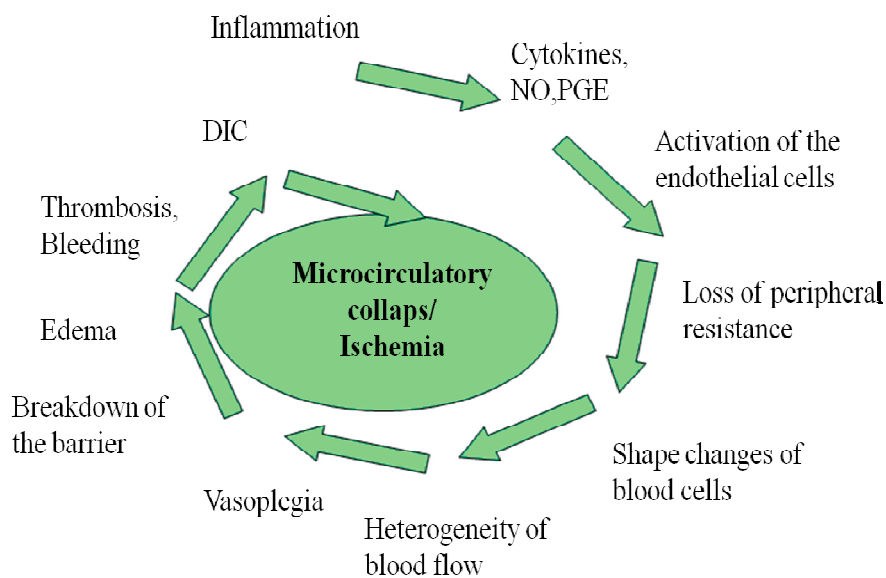 Inflammation
Cytokines,
NO,PGE
Activation of the
endothelial cells
Loss of peripheral
resistance
Shape changes of
blood cells
Heterogeneity of
blood flow
Vasoplegia
Breakdown of
the barrier
Edema
Thrombosis,
Bleeding
DIC
Microcirculatory
collaps/
Ischemia